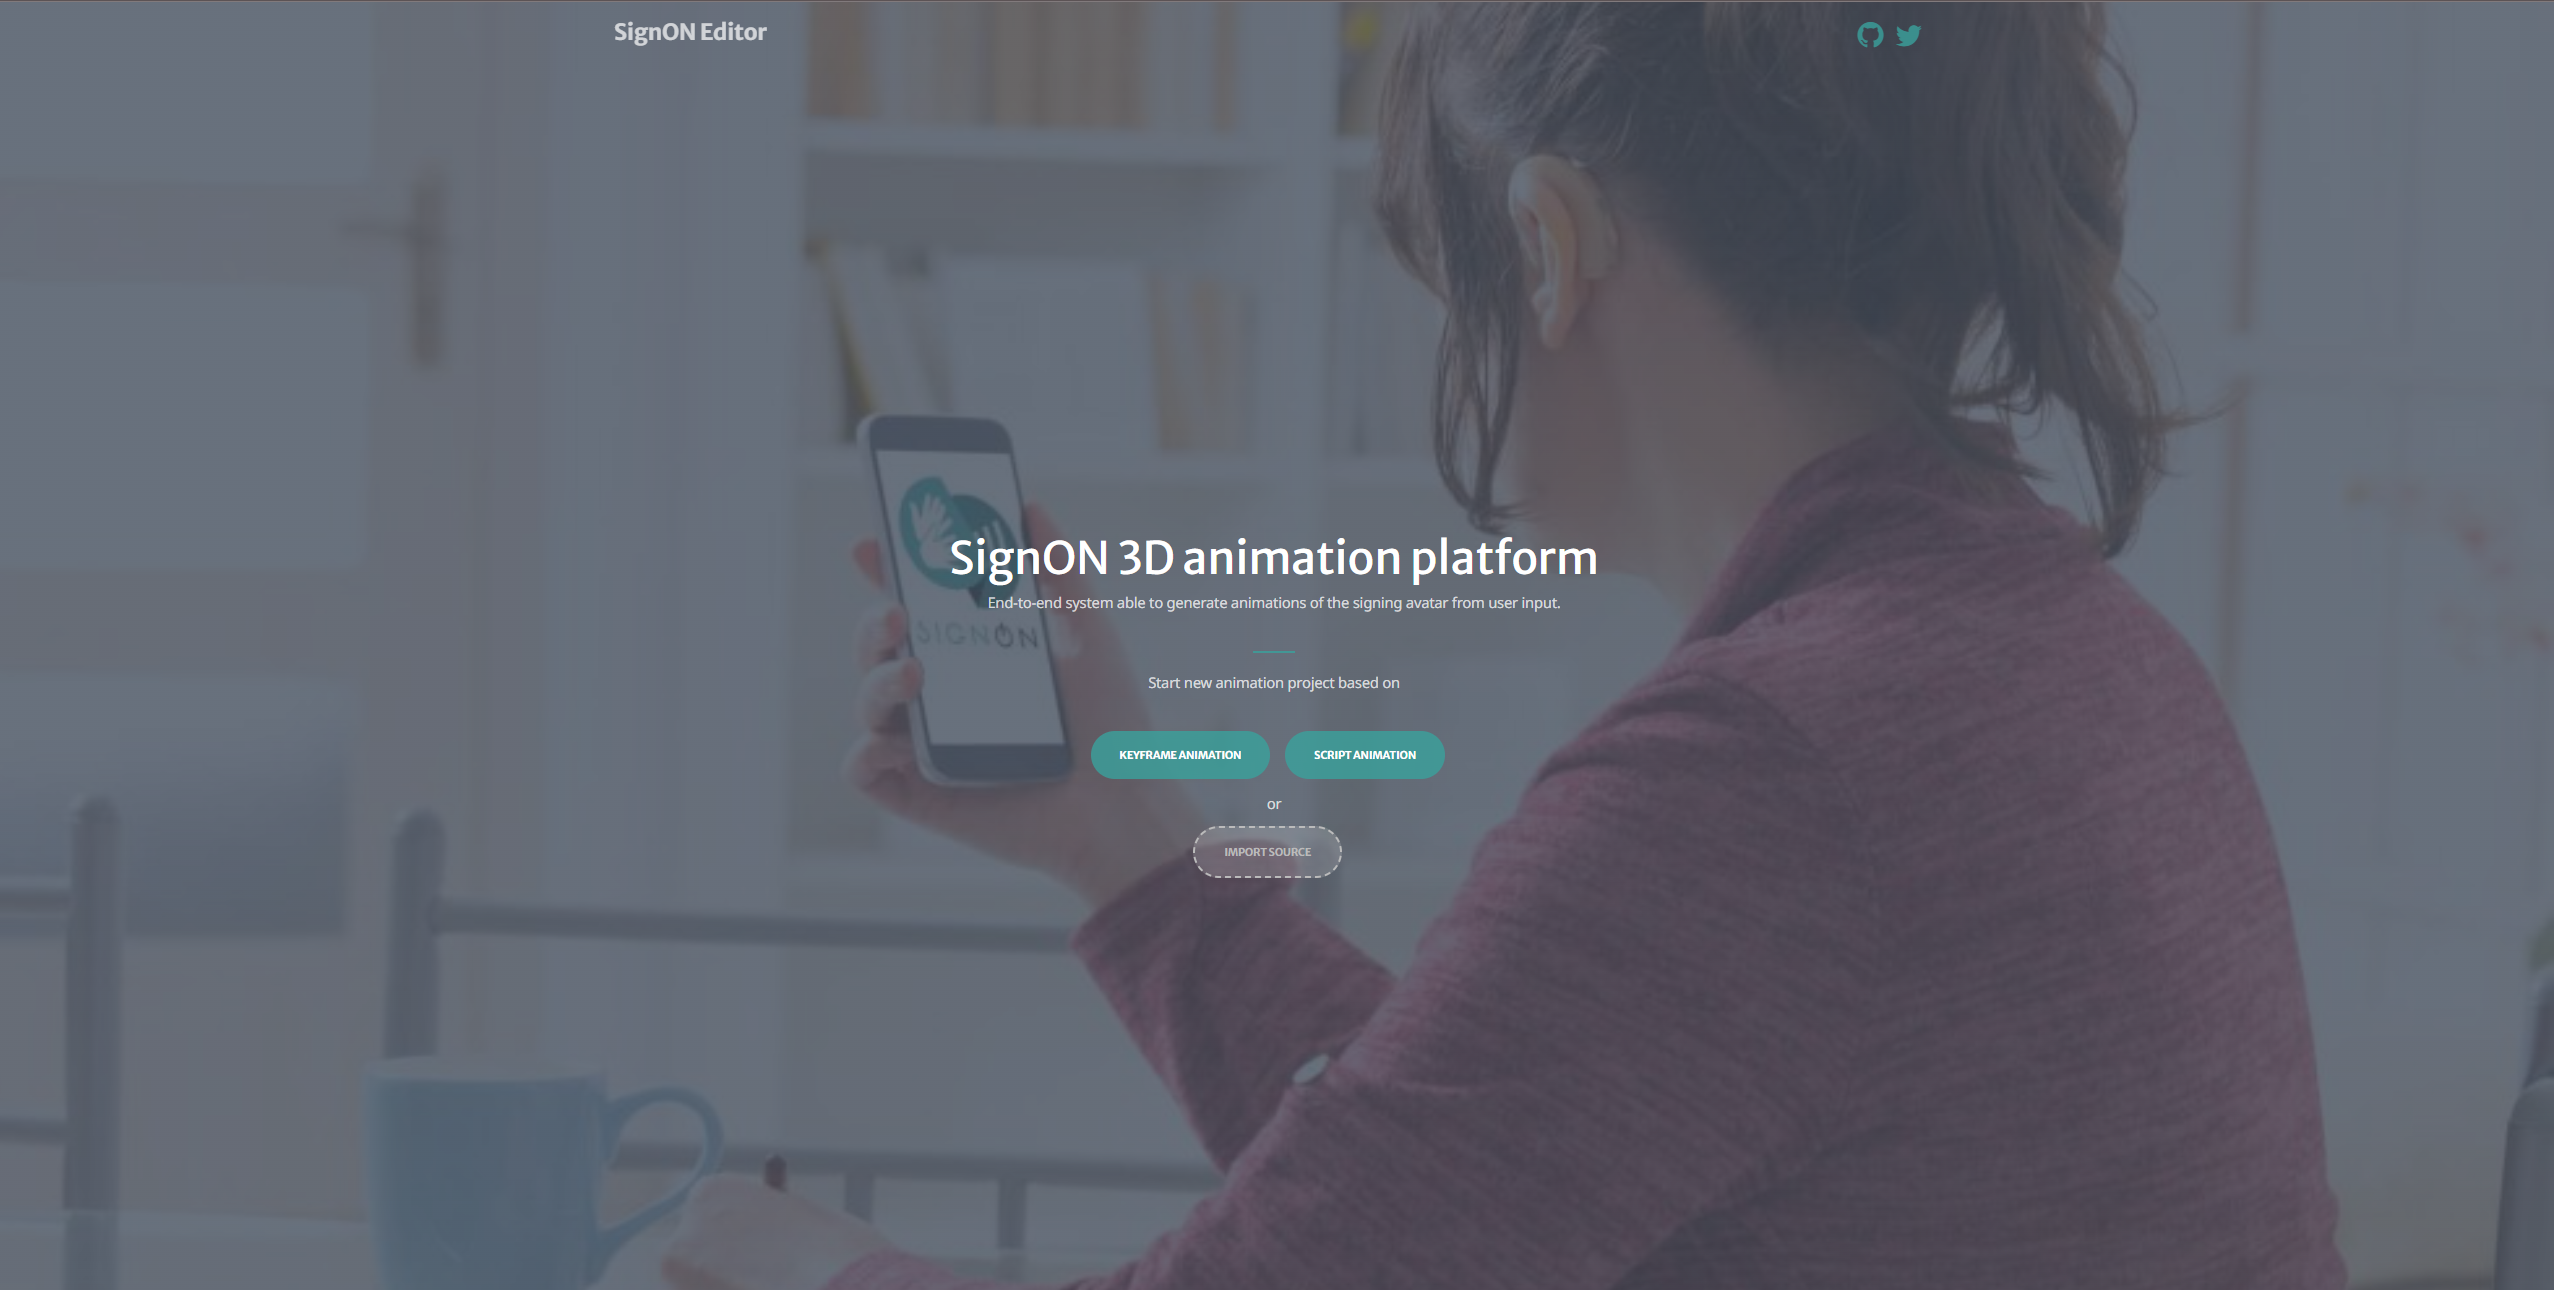 SignON Editor
SignON 3D animation platform
End-to-end system able to generate animations of the signing avatar from user input.
SIGNON
Start new animation project based on
KEYFRAME ANIMATION
SCRIPT ANIMATION
or
IMPORT SOURCE